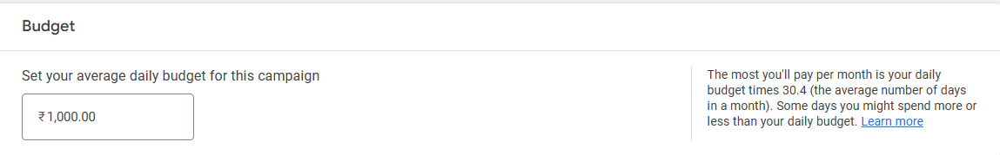 Budget
Set your average daily budget for this campaign
₹1,000.00
The most you'll pay per month is your daily
budget times 30.4 (the average number of days
in a month). Some days you might spend more or
less than your daily budget. Learn more